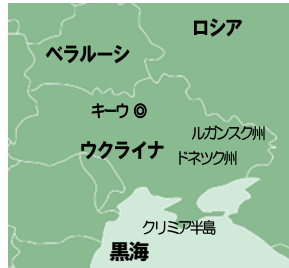 ロシア
ベラルーシ
キーウ
ルガンスク州
ウクライナ
ドネツク州
クリミア半島
黒海